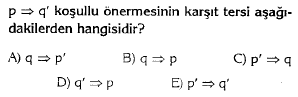 p ⇒ q' koşullu önermesinin karşıt tersi aşağı-
dakilerden hangisidir?
A) q ⇒ p' B) q ⇒ p C) p' ⇒ q
D) q' ⇒ p E) p' ⇒ q'